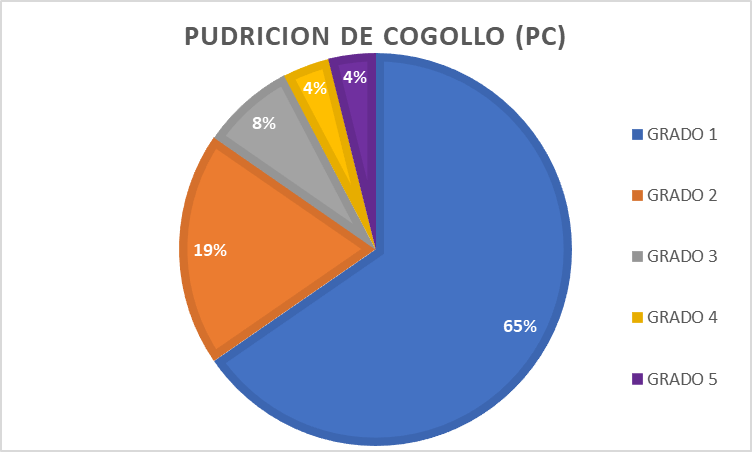 PUDRICION DE COGOLLO (PC)
4%
4%
8%
19%
65%
GRADO 1
GRADO 2
GRADO 3
GRADO 4
GRADO 5